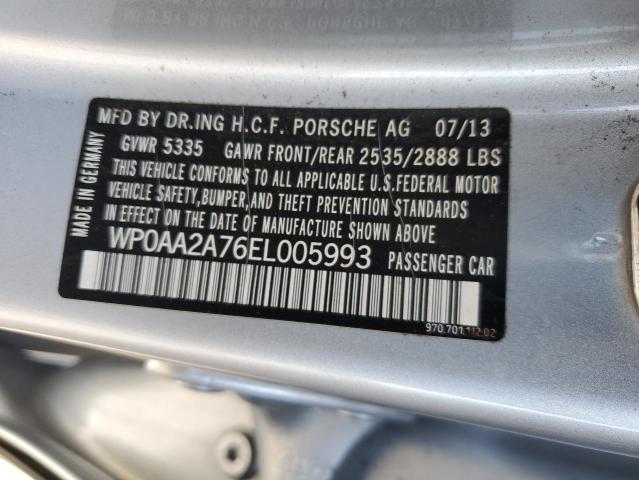 MFD BY DR.ING H.C.F. PORSCHE AG 07/13
GVWR 5335 GAWR FRONT/REAR 2535/2888 LBS
THIS VEHICLE CONFORMS TO ALL APPLICABLE U.S.FEDERAL MOTOR
VEHICLE SAFETY,BUMPER,AND THEFT PREVENTION STANDARDS
IN EFFECT ON THE DATE OF MANUFACTURE SHOWN ABOVE
WP0AA2A76EL005993 PASSENGER CAR
MADE IN GERMANY
970.701.112.02